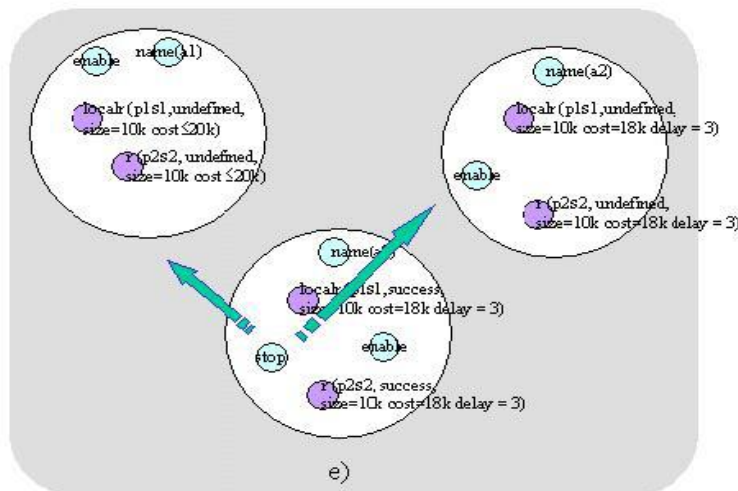 enable
name(a1)
localr (p1s1,undefined,
size=10k cost≤20k)
r (p2s2, undefined,
size=10k cost ≤20k)
name(a2)
localr (p1s1,undefined,
size=10k cost=18k delay = 3)
enable
r (p2s2, undefined,
size=10k cost=18k delay = 3)
localr (p1s1,success,
size=10k cost=18k delay = 3)
enable
stop
r (p2s2, success,
size=10k cost=18k delay = 3)
e)